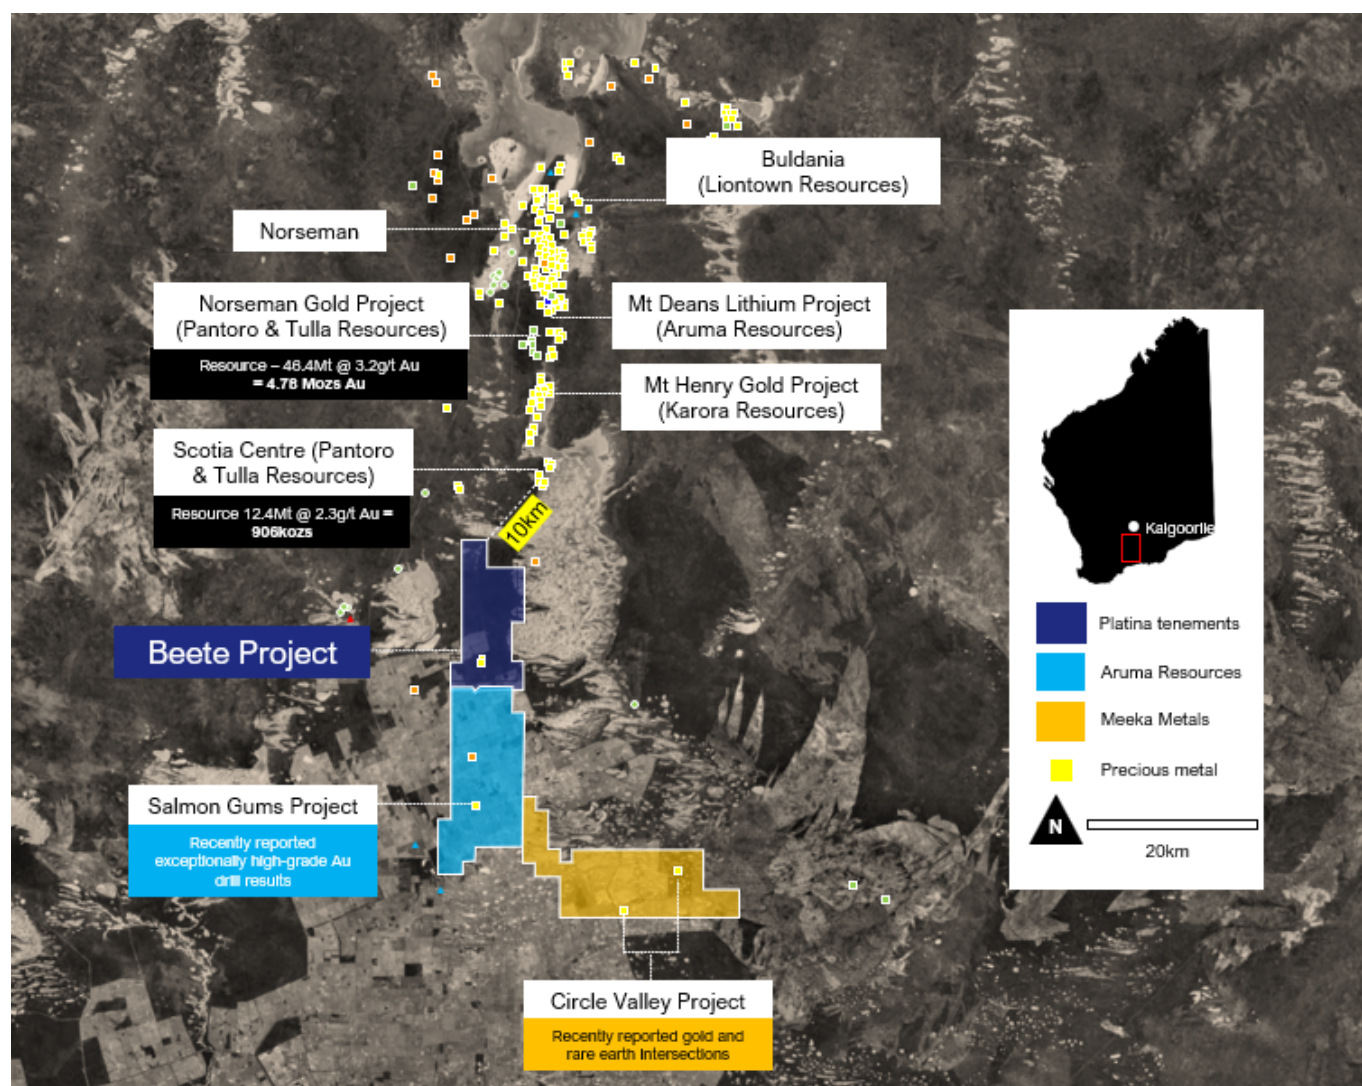 Buldania
(Liontown Resources)
Norseman
Norseman Gold Project
(Pantoro & Tulla Resources)
Resource – 46.4Mt @ 3.2g/t Au
= 4.78 Mozs Au
Mt Deans Lithium Project
(Aruma Resources)
Mt Henry Gold Project
(Karora Resources)
Scotia Centre (Pantoro
& Tulla Resources)
Resource 12.4Mt @ 2.3g/t Au =
906kozs
10km
Beete Project
Salmon Gums Project
Recently reported
exceptionally high-grade Au
drill results
Circle Valley Project
Recently reported gold and
rare earth intersections
Kalgoorlie
Platina tenements
Aruma Resources
Meeka Metals
Precious metal
N
20km